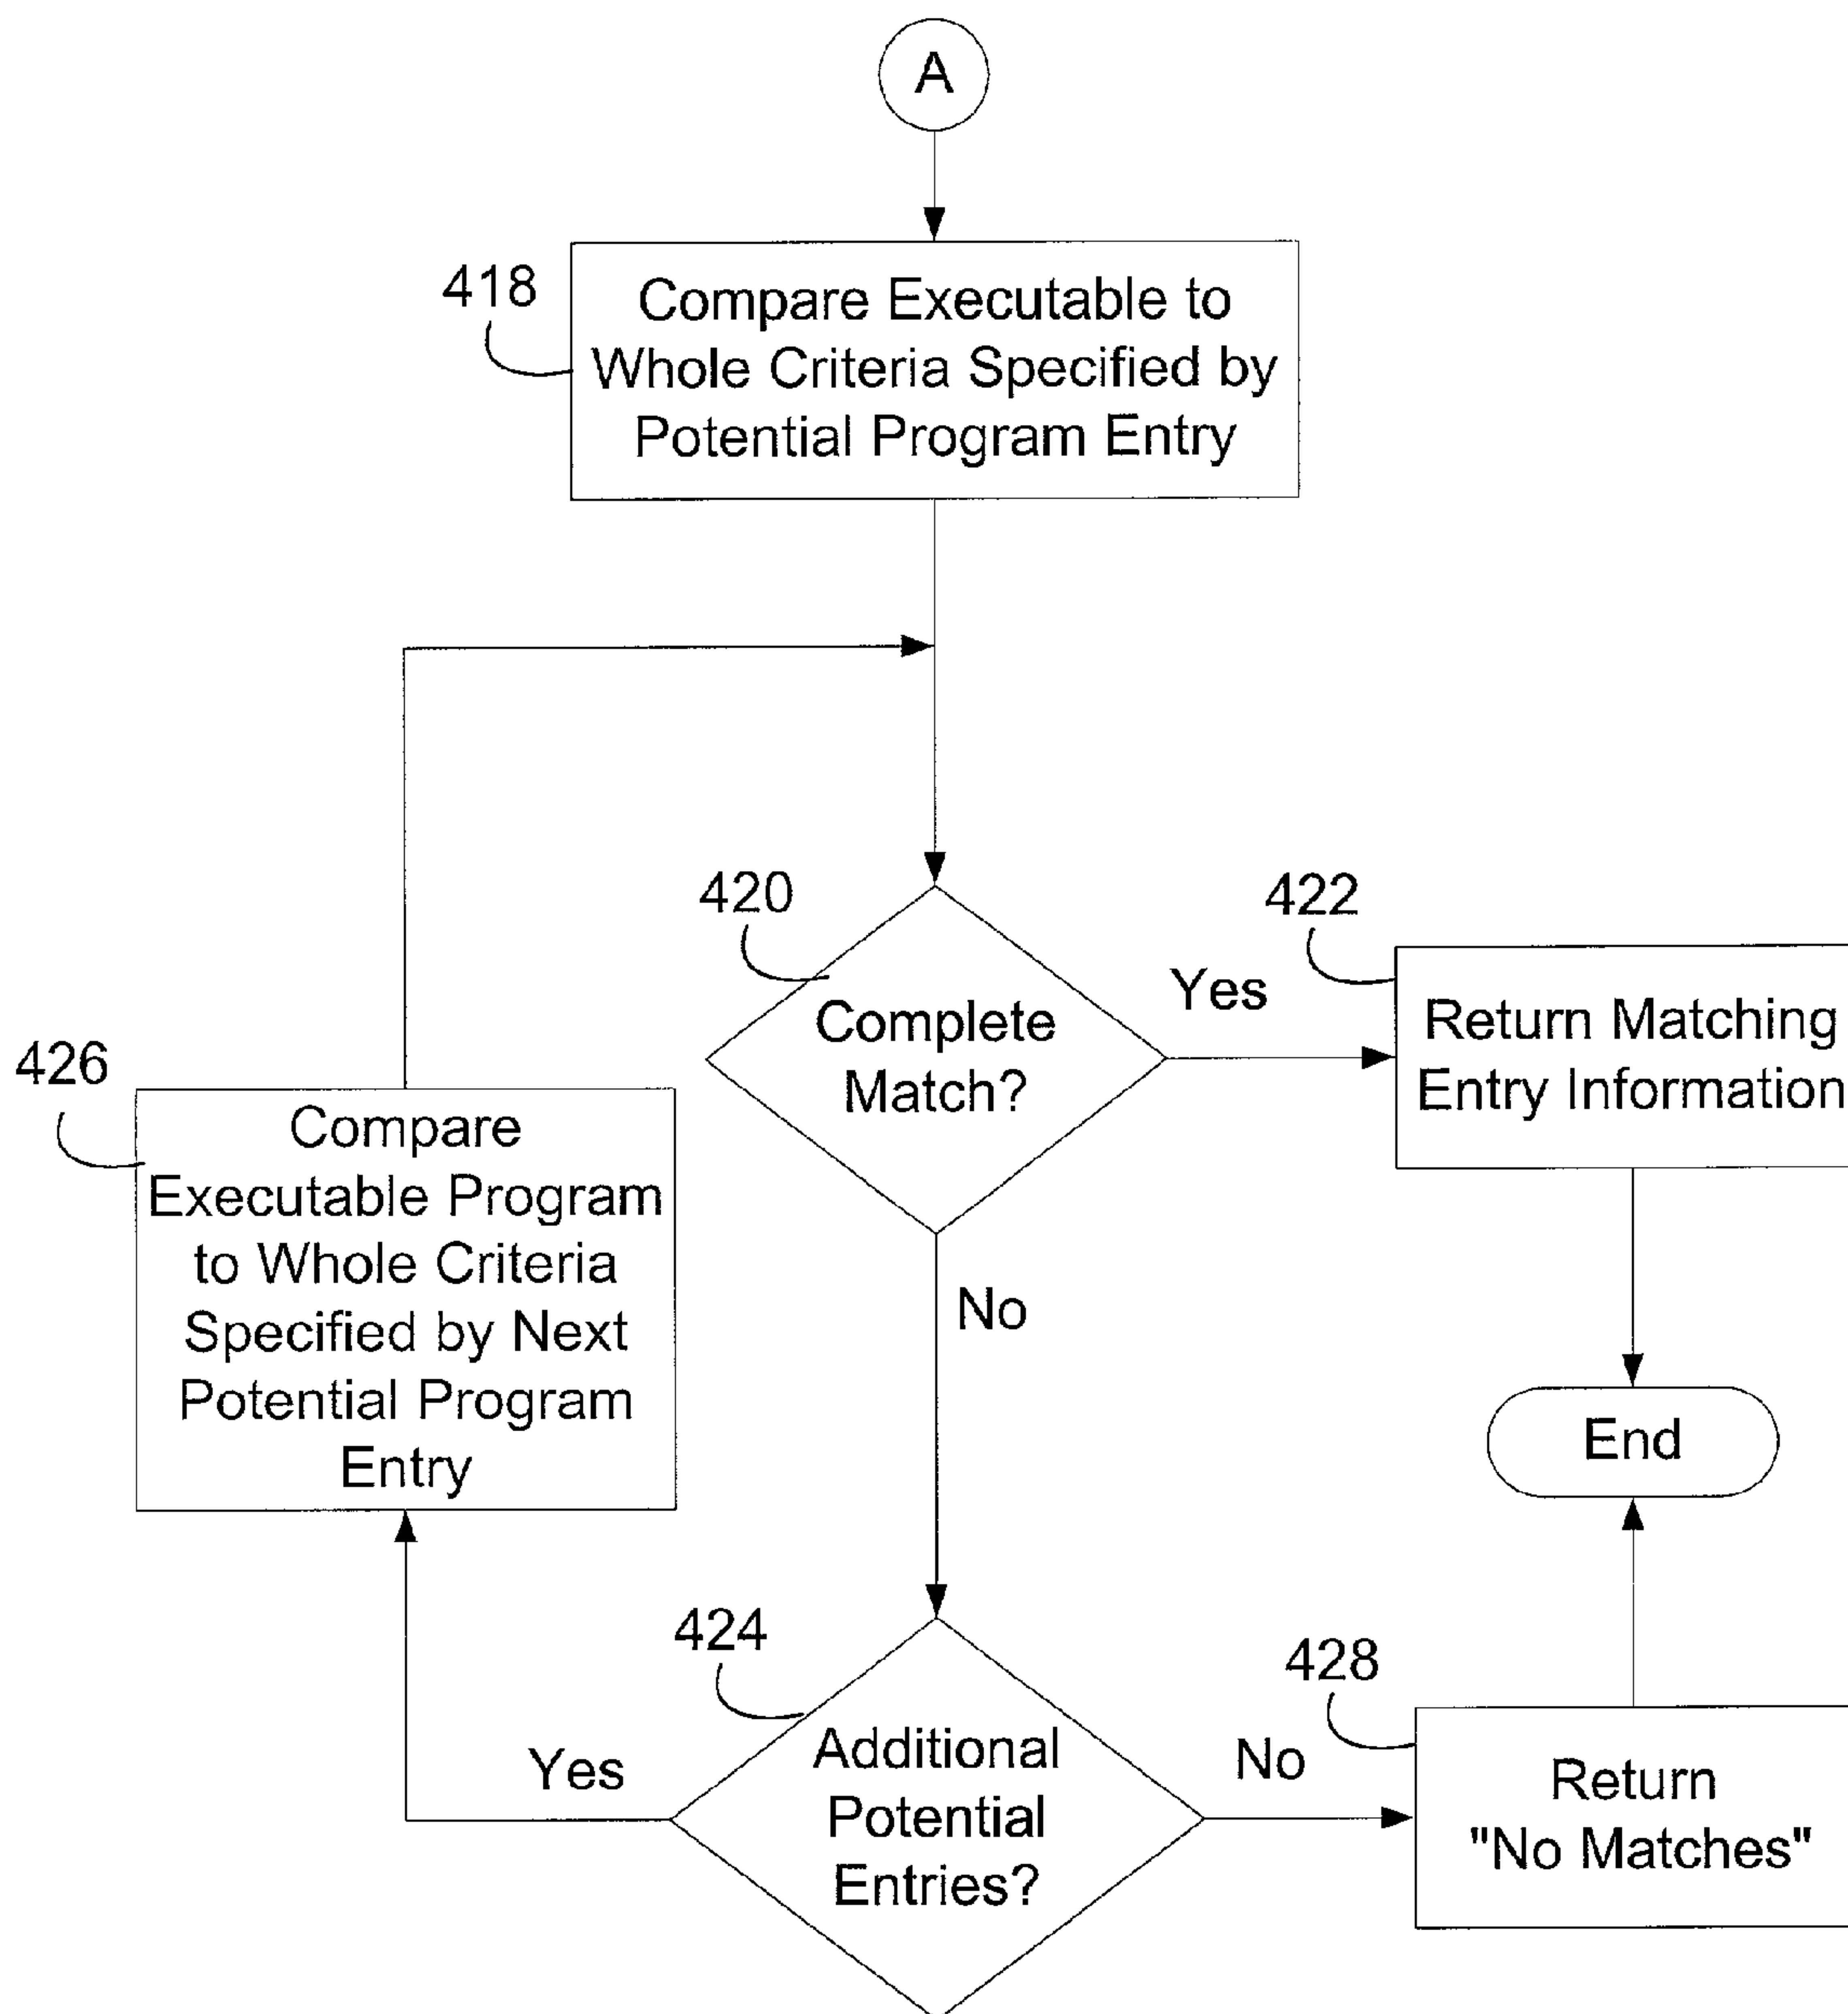 A
418
Compare Executable to
Whole Criteria Specified by
Potential Program Entry
420
Complete
Match?
Yes
422
Return Matching
Entry Information
426
Compare
Executable Program
to Whole Criteria
Specified by Next
Potential Program
Entry
No
End
424
Additional
Potential
Entries?
Yes
No
428
Return
"No Matches"